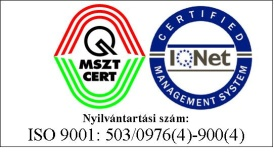 Q
MSZT
CERT
CERTIFIED
IQNet
MANAGEMENT SYSTEM
Nyilvántartási szám:
ISO 9001: 503/0976(4)-900(4)